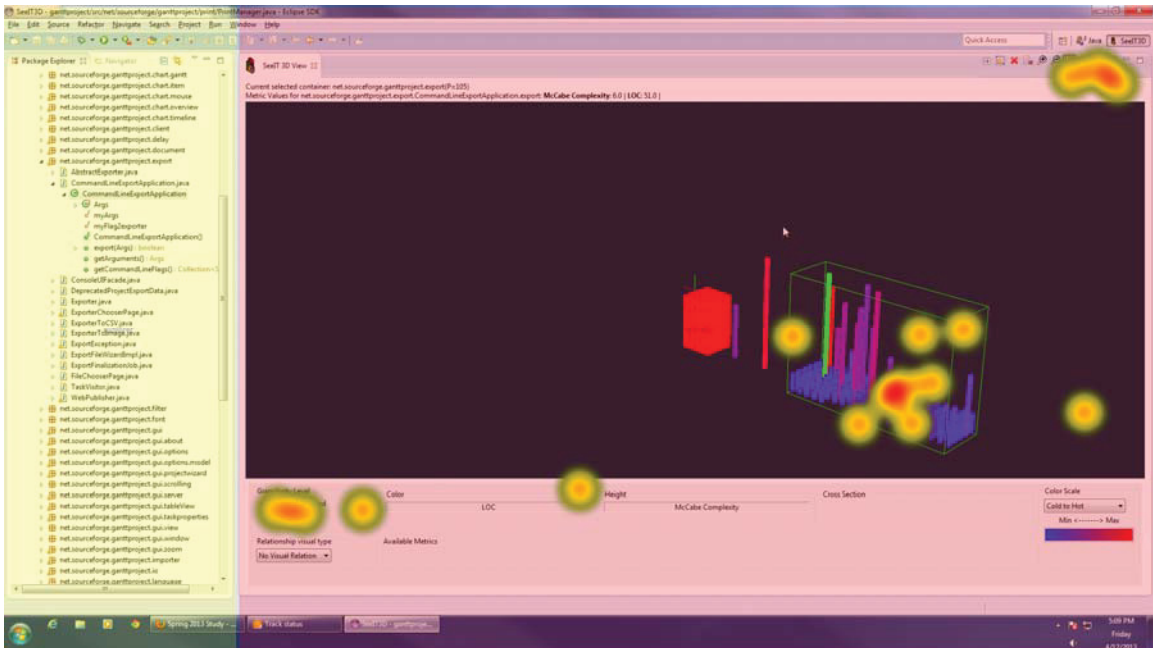 SeeIT3D - ganttproject/src/net/sourceforge/ganttproject/print/PrintManager.java - Eclipse SDK
File Edit Source Refactor Navigate Search Project Run Window Help
Quick Access
Java
SeeIT3D
Package Explorer
Navigator
net.sourceforge.ganttproject.chart.gantt
net.sourceforge.ganttproject.chart.item
net.sourceforge.ganttproject.chart.mouse
net.sourceforge.ganttproject.chart.overview
net.sourceforge.ganttproject.chart.timeline
net.sourceforge.ganttproject.client
net.sourceforge.ganttproject.delay
net.sourceforge.ganttproject.document
net.sourceforge.ganttproject.export
AbstractExporter.java
CommandLineExportApplication.java
CommandLineExportApplication
Args
myArgs
myFlag2exporter
CommandLineExportApplication()
export(Args) : boolean
getArguments() : Args
getCommandLineFlags() : Collection<S
ConsoleUIFacade.java
DeprecatedProjectExportData.java
Exporter.java
ExporterChooserPage.java
ExporterToCSV.java
ExporterToImage.java
ExportException.java
ExportFileWizardImpl.java
ExportFinalizationJob.java
FileChooserPage.java
TaskVisitor.java
WebPublisher.java
net.sourceforge.ganttproject.filter
net.sourceforge.ganttproject.font
net.sourceforge.ganttproject.gui
net.sourceforge.ganttproject.gui.about
net.sourceforge.ganttproject.gui.options
net.sourceforge.ganttproject.gui.options.model
net.sourceforge.ganttproject.gui.projectwizard
net.sourceforge.ganttproject.gui.scrolling
net.sourceforge.ganttproject.gui.server
net.sourceforge.ganttproject.gui.tableView
net.sourceforge.ganttproject.gui.taskproperties
net.sourceforge.ganttproject.gui.view
net.sourceforge.ganttproject.gui.window
net.sourceforge.ganttproject.gui.zoom
net.sourceforge.ganttproject.importer
net.sourceforge.ganttproject.io
net.sourceforge.ganttproject.language
SeeIT 3D View
Current selected container: net.sourceforge.ganttproject.export(P:x105)
Metric Values for net.sourceforge.ganttproject.export.CommandLineExportApplication.export: McCabe Complexity: 6.0 | LOC: 51.0 |
Color
Height
Cross Section
Color Scale
LOC
McCabe Complexity
Cold to Hot
Min <--------> Max
Relationship visual type
Available Metrics
No Visual Relation
Spring 2013 Study - ...
Track status
SeeIT3D - ganttproje...
5:09 PM
Friday
4/12/2013